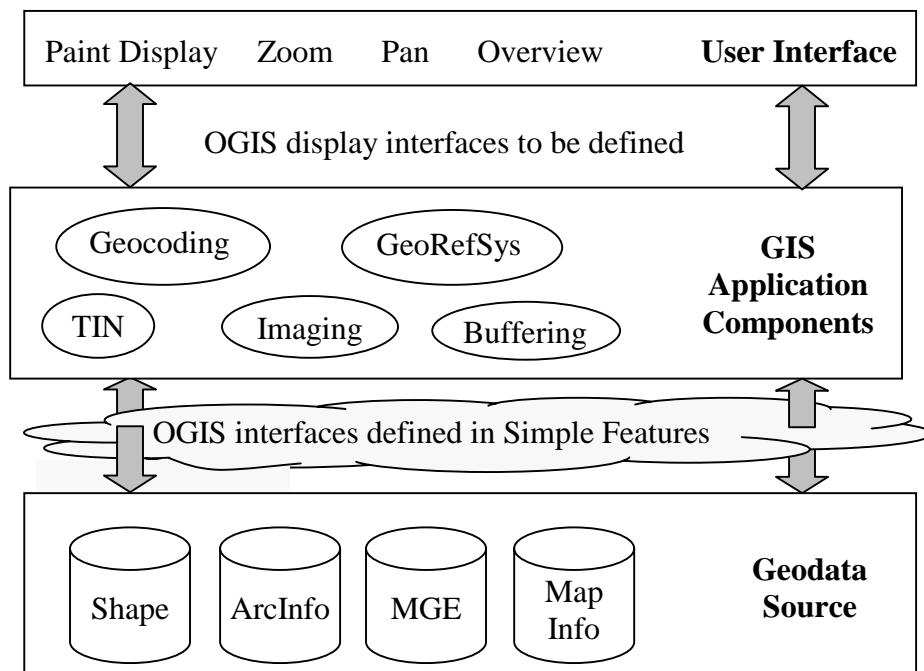 Paint Display Zoom Pan Overview User Interface
OGIS display interfaces to be defined
Geocoding GeoRefSys
GIS
Application
Components
TIN Imaging Buffering
OGIS interfaces defined in Simple Features
Shape ArcInfo MGE
Map
Info
Geodata
Source